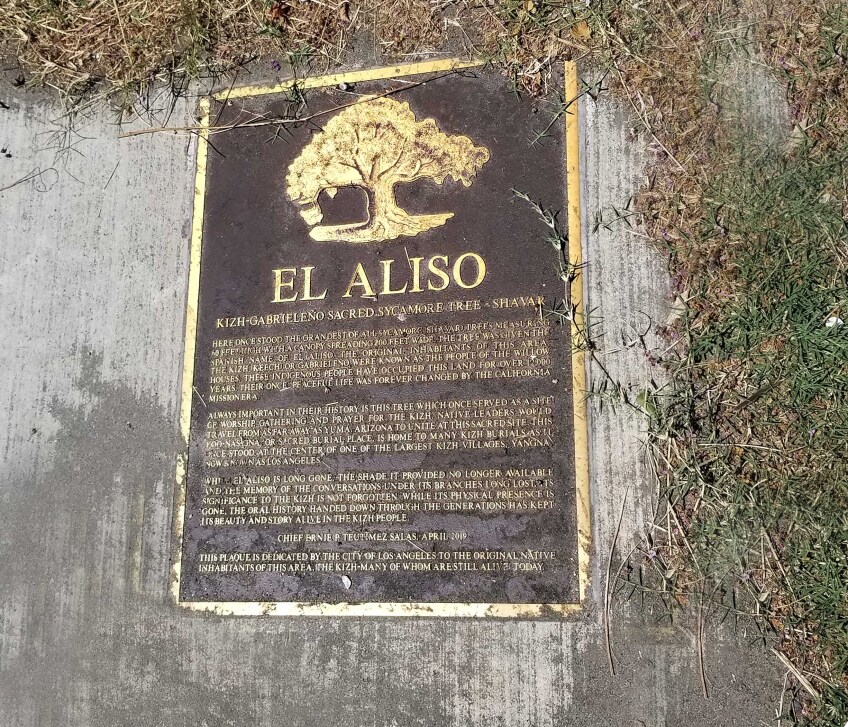 EL ALISO
KIZH-GABRIELEÑO SACRED SYCAMORE TREE - SHAVAR
HERE ONCE STOOD THE GRANDEST OF ALL SYCAMORE (SHAVAR) TREES MEASURING
60 FEET HIGH WITH A CANOPY SPREADING 200 FEET WIDE. THE TREE WAS GIVEN THE
SPANISH NAME OF EL ALISO. THE ORIGINAL INHABITANTS OF THIS AREA,
THE KIZH (KEECH) OR GABRIELENO WERE KNOWN AS THE PEOPLE OF THE WILLOW
HOUSES. THESE INDIGENOUS PEOPLE HAVE OCCUPIED THIS LAND FOR OVER
YEARS. THEIR ONCE PEACEFUL LIFE WAS FOREVER CHANGED BY THE CALIFORNIA
MISSION ERA.
ALWAYS IMPORTANT IN THEIR HISTORY IS THIS TREE WHICH ONCE SERVED AS A SITE
OF WORSHIP, GATHERING AND PRAYER FOR THE KIZH. NATIVE LEADERS WOULD
TRAVEL FROM AS FAR AWAY AS YUMA, ARIZONA TO UNITE AT THIS SACRED SITE. THIS
OR SACRED BURIAL PLACE, IS HOME TO MANY KIZH BURIALS AS IT
ONCE STOOD AT THE CENTER OF ONE OF THE LARGEST KIZH VILLAGES, YANGNA
NOW KNOWN AS LOS ANGELES.
WHILE EL ALISO IS LONG GONE, THE SHADE IT PROVIDED NO LONGER AVAILABLE
AND THE MEMORY OF THE CONVERSATIONS UNDER ITS BRANCHES LONG LOST, ITS
SIGNIFICANCE TO THE KIZH IS NOT FORGOTTEN. WHILE ITS PHYSICAL PRESENCE IS
GONE, THE ORAL HISTORY HANDED DOWN THROUGH THE GENERATIONS HAS KEPT
ITS BEAUTY AND STORY ALIVE IN THE KIZH PEOPLE.
CHIEF ERNIE P. TEUTIMEZ SALAS, APRIL 2019
THIS PLAQUE IS DEDICATED BY THE CITY OF LOS ANGELES TO THE ORIGINAL NATIVE
INHABITANTS OF THIS AREA, THE KIZH-MANY OF WHOM ARE STILL ALIVE TODAY.